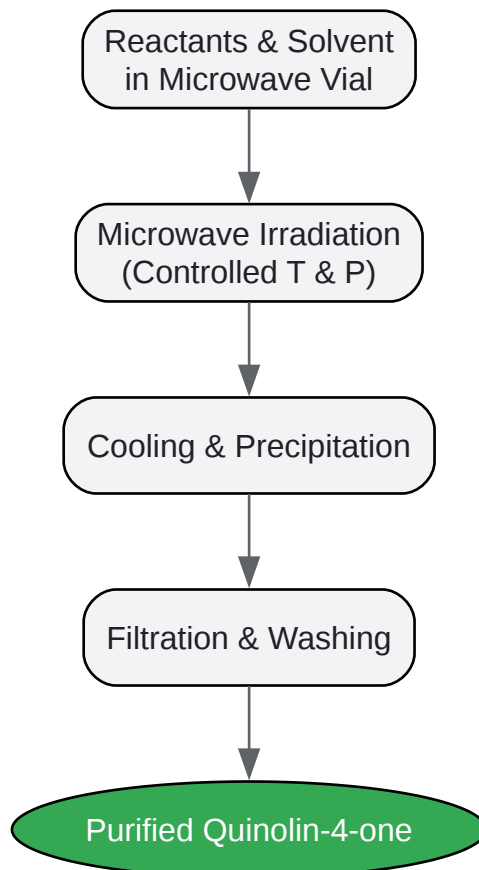 Reactants & Solvent
in Microwave Vial
Microwave Irradiation
(Controlled T & P)
Cooling & Precipitation
Filtration & Washing
Purified Quinolin-4-one